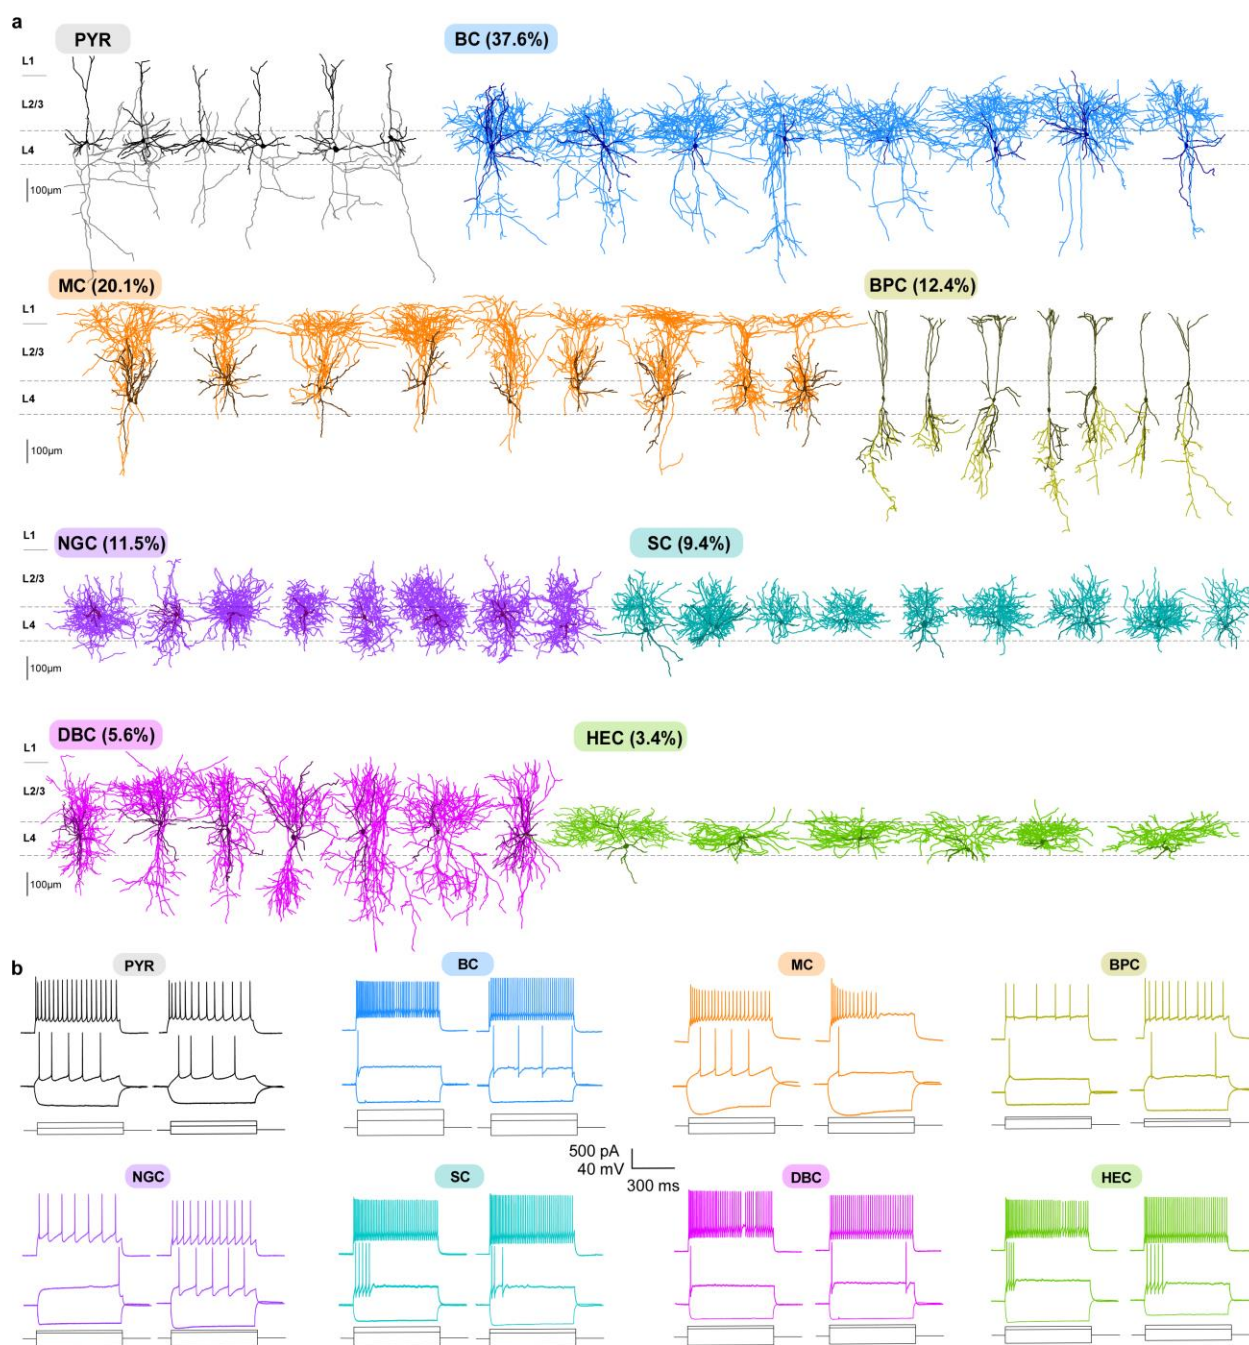 a
PYR
BC (37.6%)
L1
L2/3
L4
100µm
MC (20.1%)
BPC (12.4%)
L1
L2/3
L4
100µm
NGC (11.5%)
SC (9.4%)
L1
L2/3
L4
100µm
DBC (5.6%)
HEC (3.4%)
L1
L2/3
L4
100µm
b
PYR
BC
MC
BPC
500 pA
40 mV
300 ms
NGC
SC
DBC
HEC